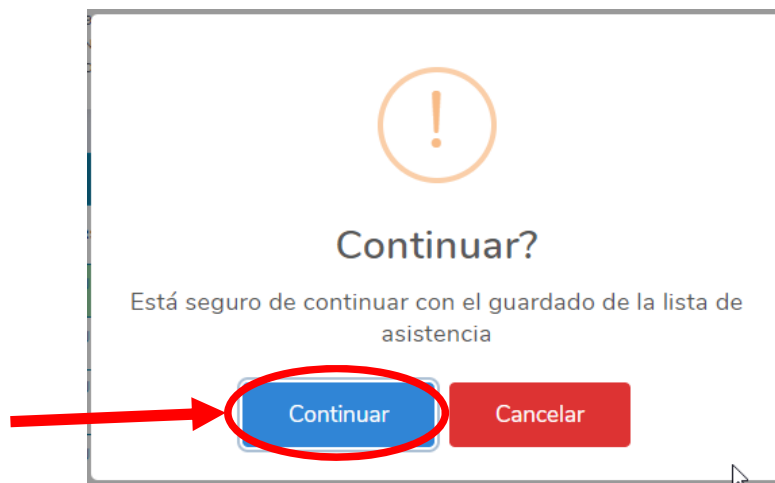 Continuar?
Está seguro de continuar con el guardado de la lista de
asistencia
Continuar
Cancelar